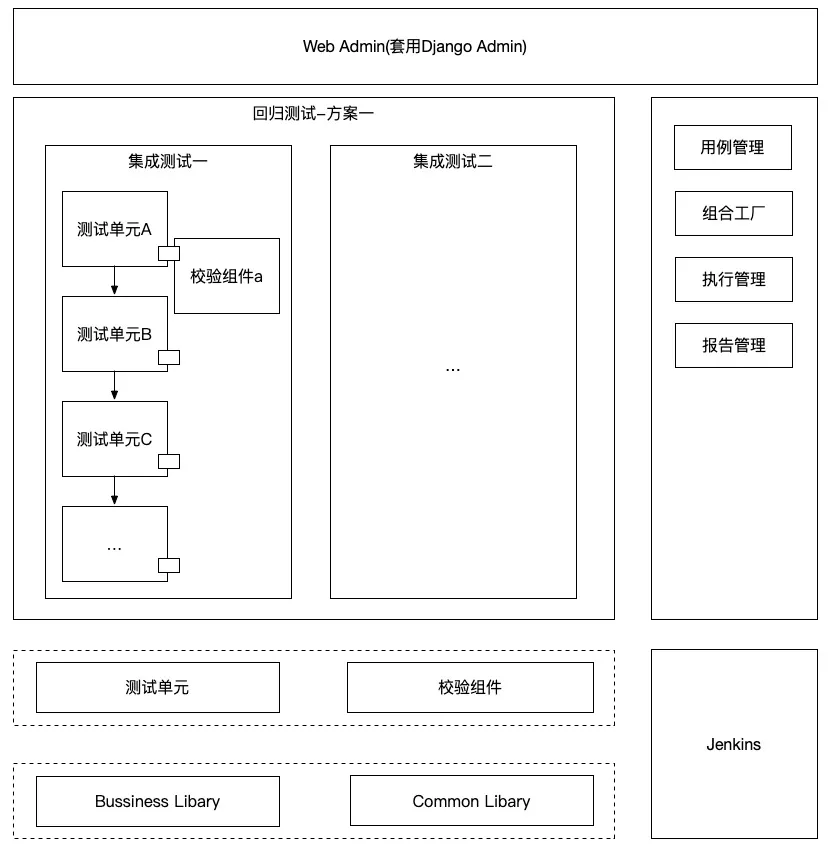 Web Admin(套用Django Admin)
回归测试–方案一
集成测试一
测试单元A
校验组件a
测试单元B
测试单元C
...
集成测试二
...
用例管理
组合工厂
执行管理
报告管理
测试单元
校验组件
Bussiness Libary
Common Libary
Jenkins